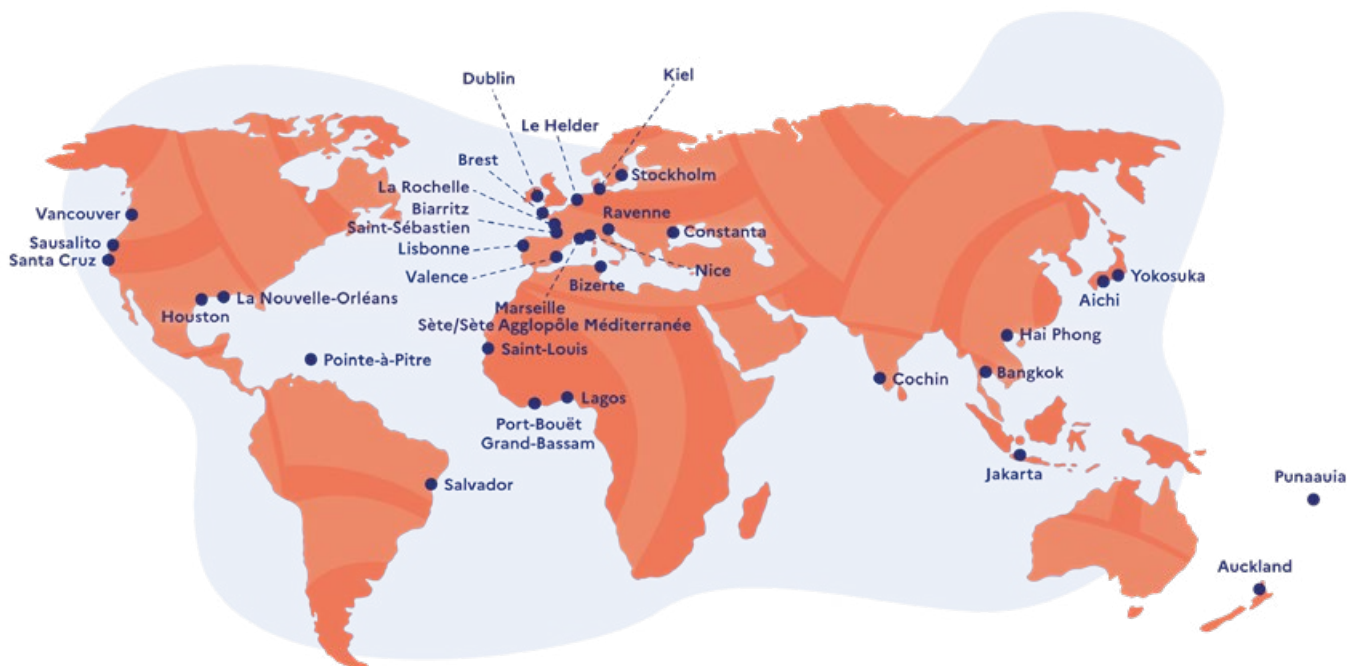 Dublin
Kiel
Le Helder
Brest
Stockholm
La Rochelle
Biarritz
Saint-Sébastien
Lisbonne
Valence
Ravenne
Constanta
Nice
Bizerte
Marseille
Sète/Sète Agglopôle Méditerranée
Vancouver
Sausalito
Santa Cruz
La Nouvelle-Orléans
Houston
Pointe-à-Pitre
Saint-Louis
Lagos
Port-Bouët
Grand-Bassam
Salvador
Yokosuka
Aichi
Hai Phong
Bangkok
Cochin
Jakarta
Punaauia
Auckland